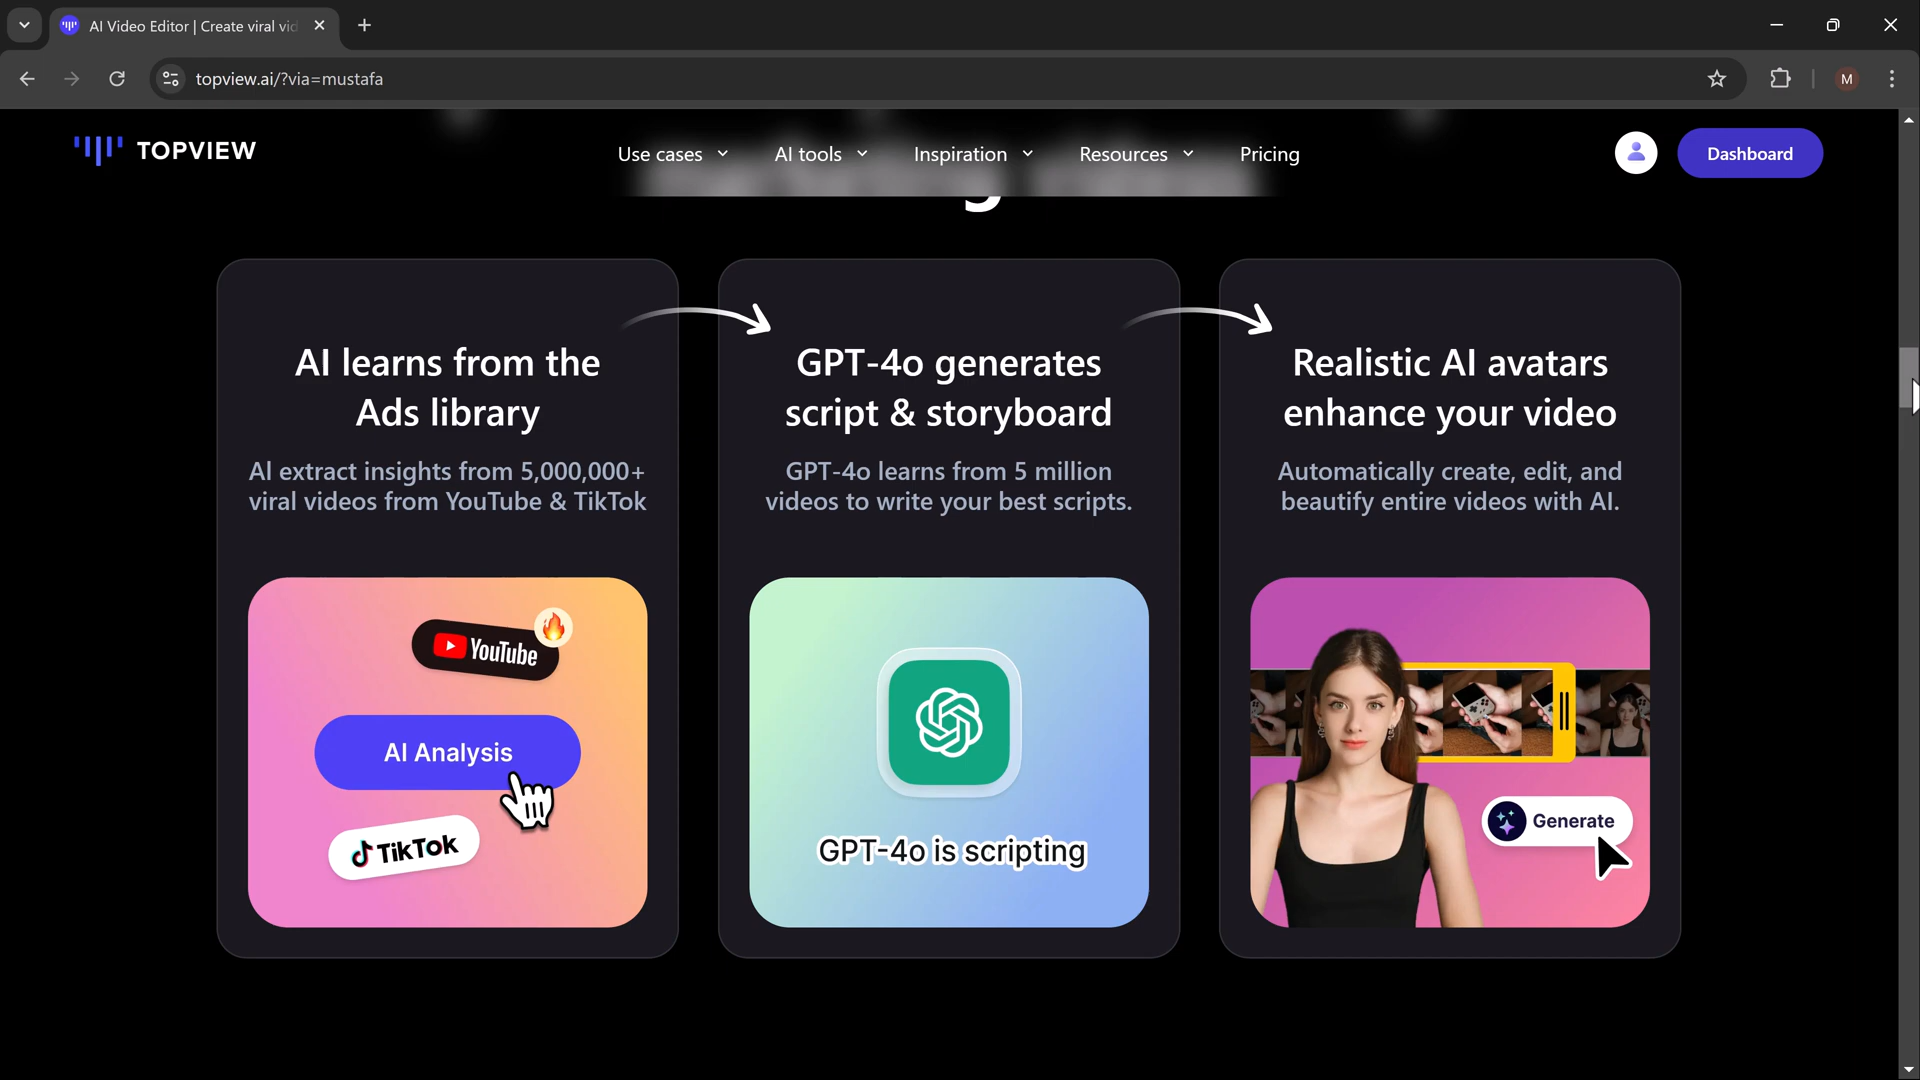 AI Video Editor | Create viral vid
topview.ai/?via=mustafa
M
TOPVIEW
Use cases
AI tools
Inspiration
Resources
Pricing
Dashboard
AI learns from the
Ads library
AI extract insights from 5,000,000+
viral videos from YouTube & TikTok
YouTube
AI Analysis
TikTok
GPT-4o generates
script & storyboard
GPT-4o learns from 5 million
videos to write your best scripts.
GPT-4o is scripting
Realistic AI avatars
enhance your video
Automatically create, edit, and
beautify entire videos with AI.
Generate